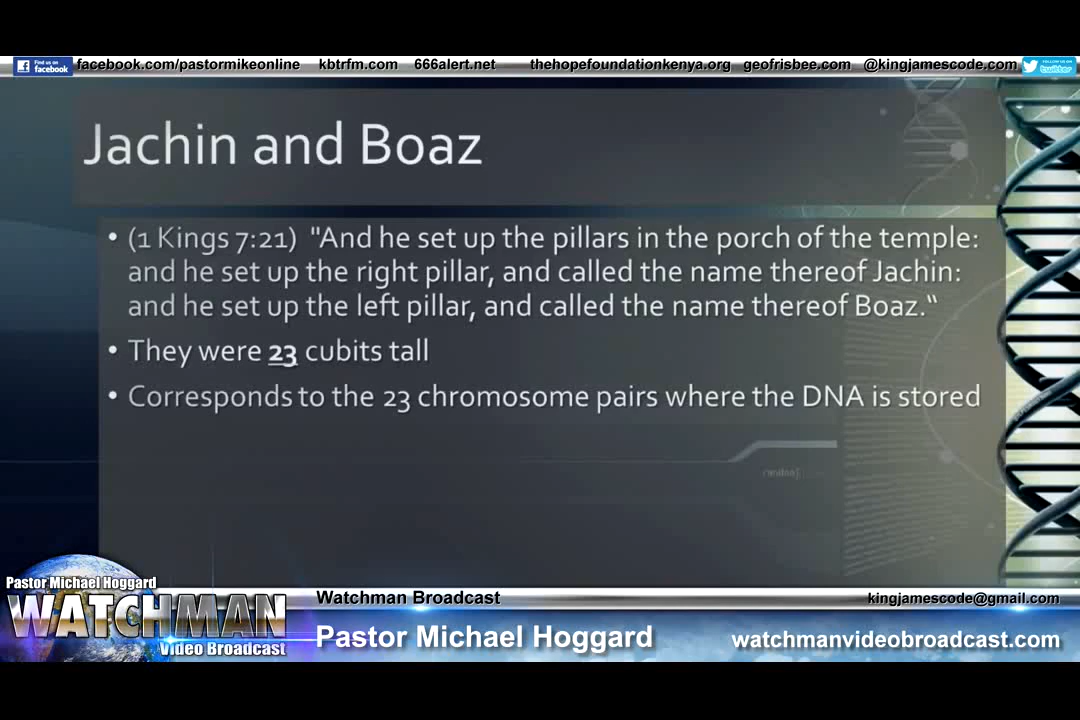 Find us on facebook facebook.com/pastormikeonline kbtrfm.com 666alert.net thehopefoundationkenya.org geofrisbee.com @kingjamescode.com FOLLOW US ON twitter
Jachin and Boaz
• (1 Kings 7:21) "And he set up the pillars in the porch of the temple:
and he set up the right pillar, and called the name thereof Jachin:
and he set up the left pillar, and called the name thereof Boaz.“
• They were 23 cubits tall
• Corresponds to the 23 chromosome pairs where the DNA is stored
Pastor Michael Hoggard
WATCHMAN
Video Broadcast
Watchman Broadcast
kingjamescode@gmail.com
Pastor Michael Hoggard
watchmanvideobroadcast.com